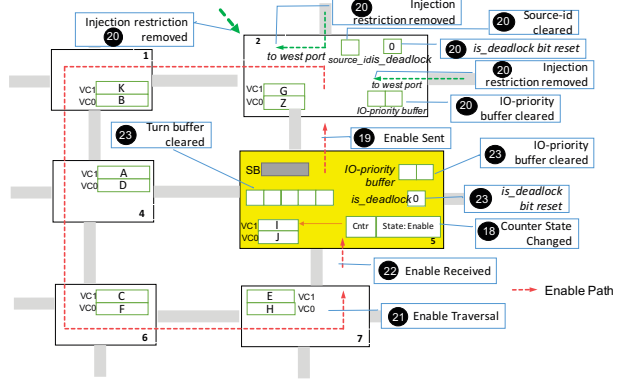 Injection restriction
20 removed
20 Injection
restriction removed
20 Source-id
cleared
20 is_deadlock bit reset
20 Injection
restriction removed
20 IO-priority
buffer cleared
1
VC1 K
VC0 B
2
to west port
source_id
is_deadlock
0
to west port
IO-priority buffer
VC1 G
VC0 Z
23 Turn buffer
cleared
19 Enable Sent
23 IO-priority
buffer cleared
A
VC1
VC0 D
4
SB
IO-priority
buffer
is_deadlock 0
23 is_deadlock
bit reset
VC1 I
VC0 J
Cntr State: Enable
5
18 Counter State
Changed
22 Enable Received
Enable Path
VC1 C
VC0 F
6
E VC1
H VC0
7
21 Enable Traversal